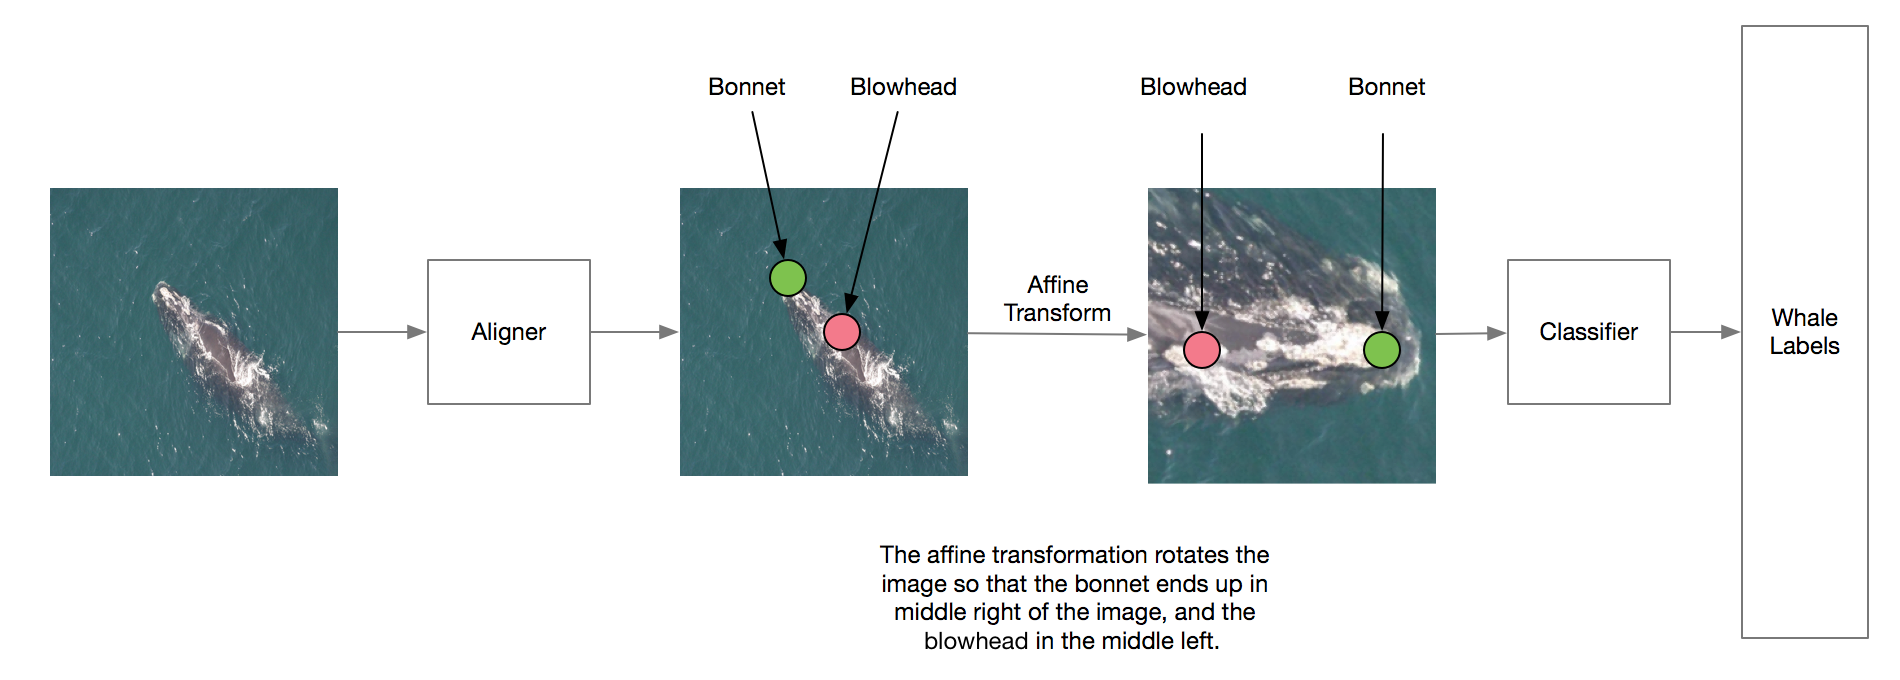 Bonnet
Blowhead
Blowhead
Bonnet
Aligner
Affine
Transform
Classifier
Whale
Labels
The affine transformation rotates the
image so that the bonnet ends up in
middle right of the image, and the
blowhead in the middle left.